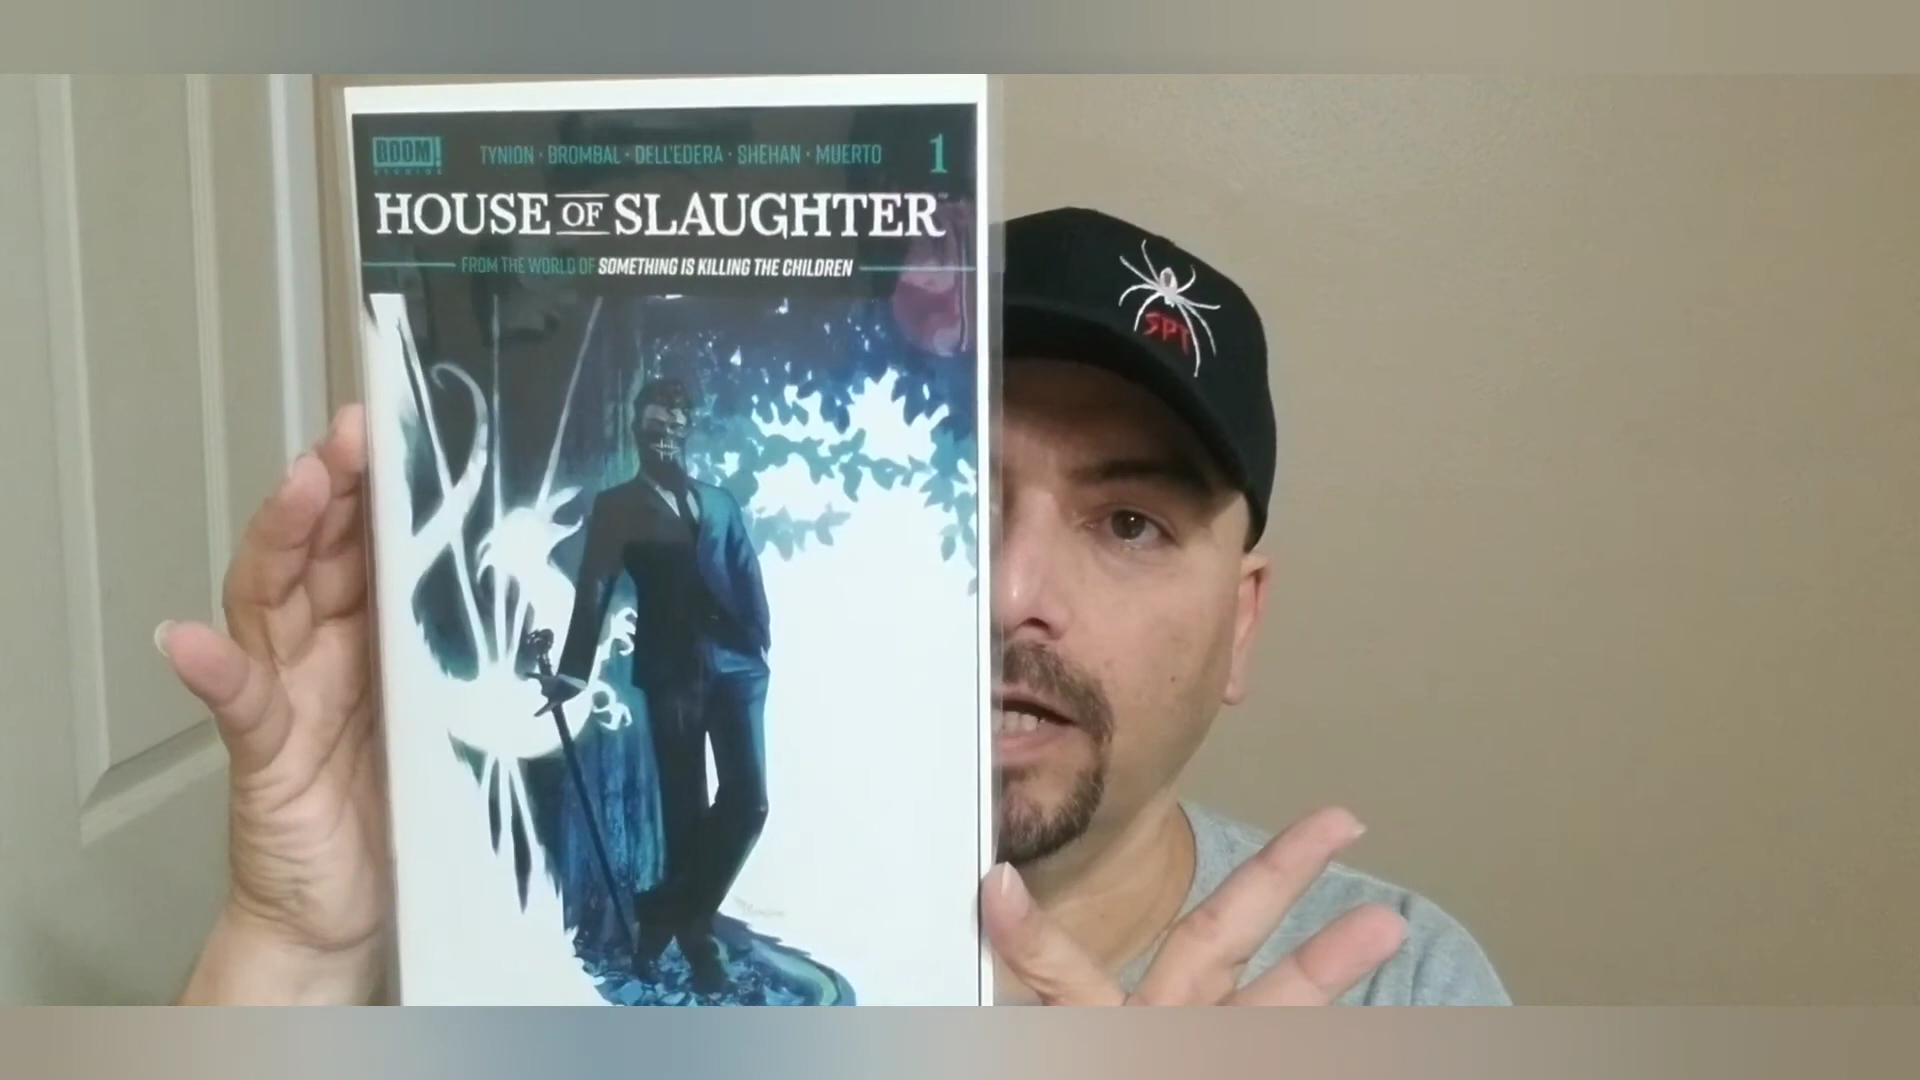 BOOM!
STUDIOS
TYNION · BROMBAL · DELL'EDERA · SHEHAN · MUERTO
1
HOUSE OF SLAUGHTER
FROM THE WORLD OF SOMETHING IS KILLING THE CHILDREN
SPT